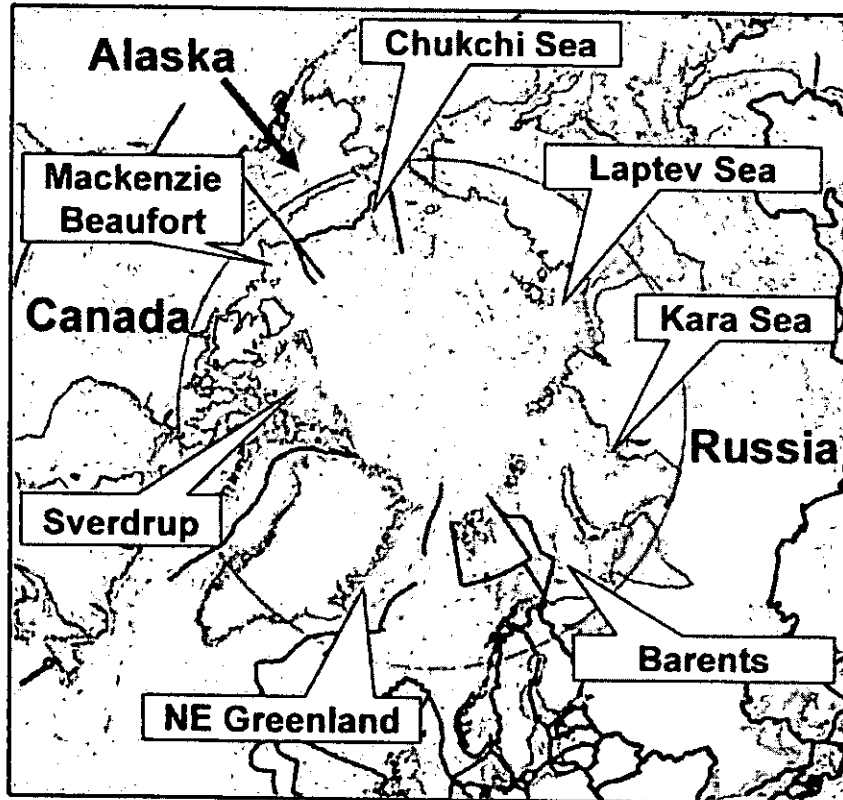 Chukchi Sea
Alaska
Mackenzie
Beaufort
Laptev Sea
Canada
Kara Sea
Russia
Sverdrup
Barents
NE Greenland